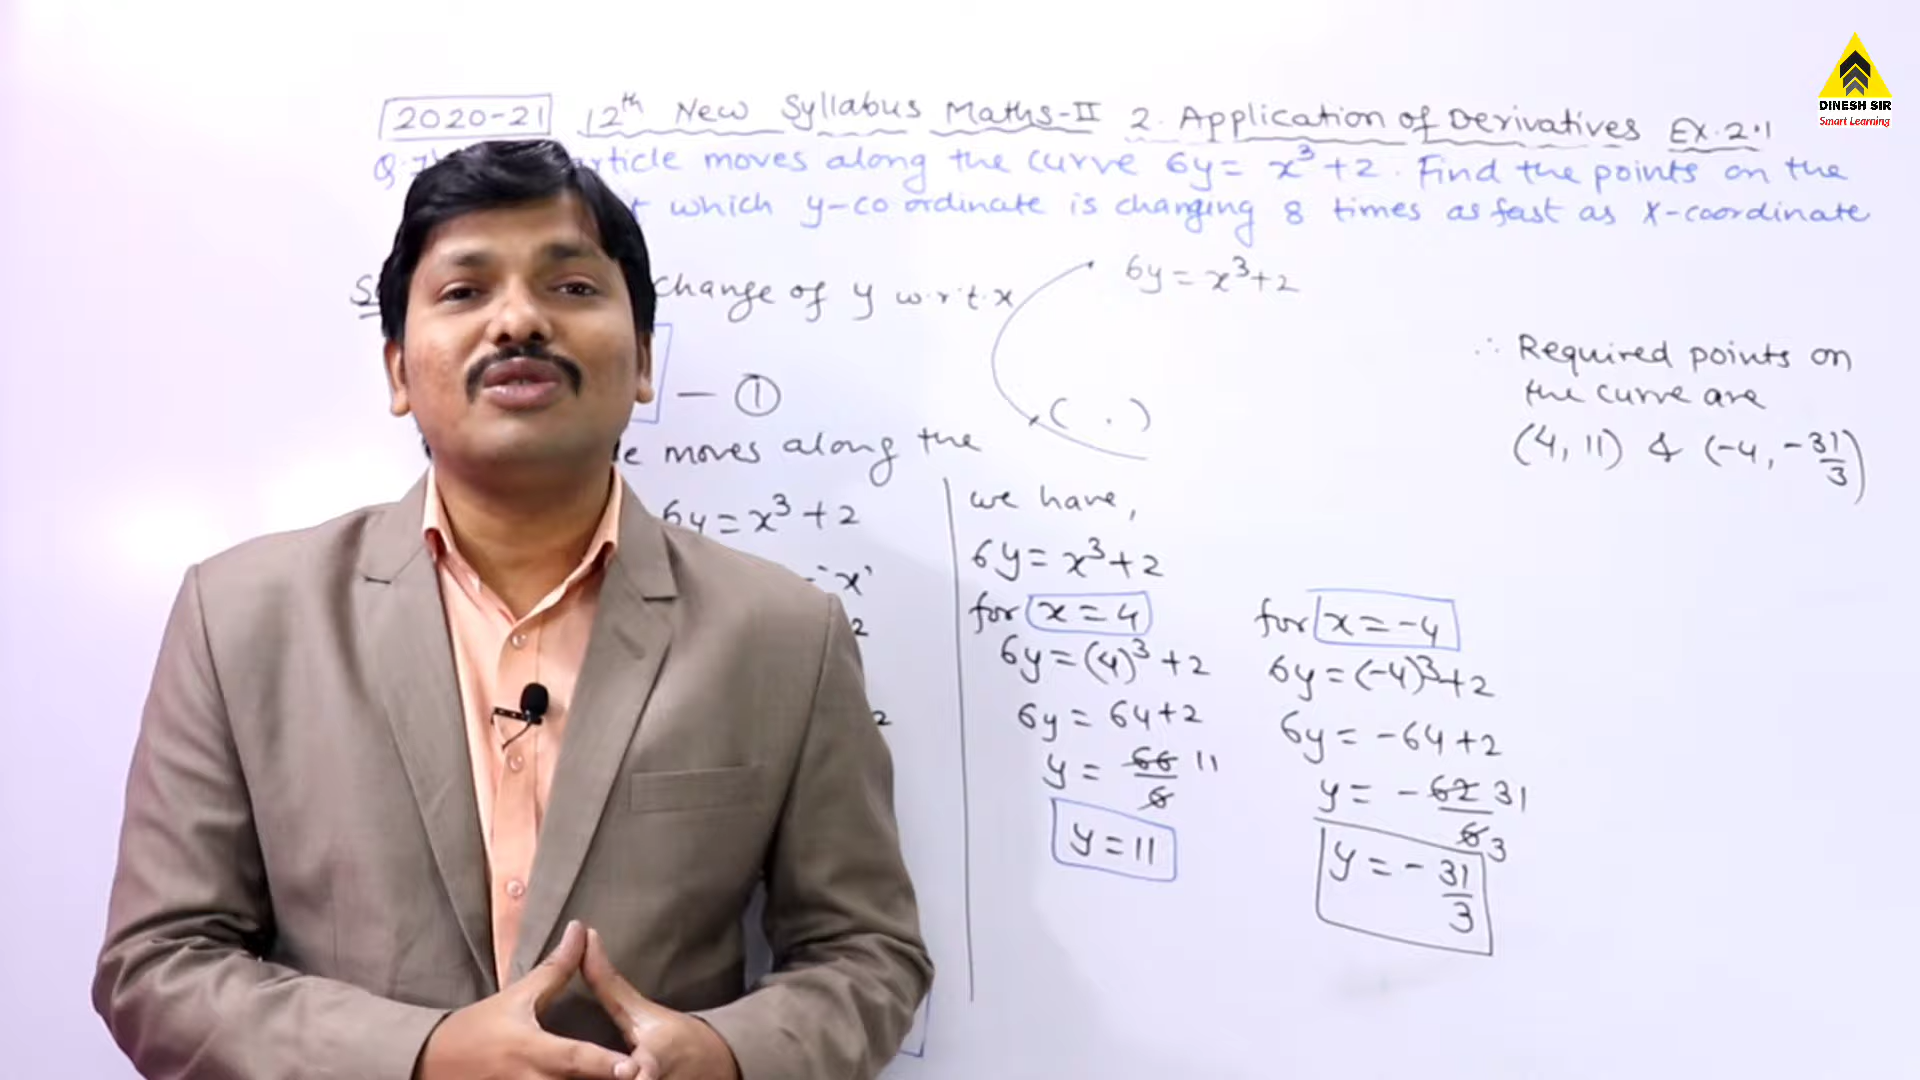 DINESH SIR
Smart Learning
2020-21 12th New Syllabus Maths-II 2. Application of Derivatives Ex.2.1
moves along the curve 6y = x³+2. Find the points on the
which y-co ordinate is changing 8 times as fast as X-coordinate
change of y w.r.t. x
6y = x³+2
— ①
( . )
moves along the
6y = x³+2
∴ Required points on
the curve are
(4, 11) & (-4, -31/3)
we have,
6y = x³+2
for x = 4
6y = (4)³+2
6y = 64+2
y = 66/6 11
y = 11
for x = -4
6y = (-4)³+2
6y = -64+2
y = -62/6 31 3
y = -31/3